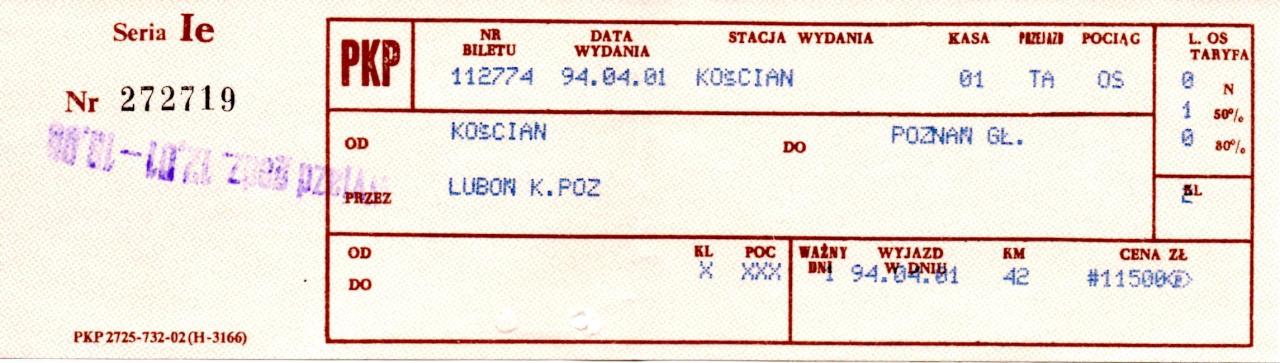 Seria Ie
Nr 272719
PKP 2725-732-02 (H-3166)
PKP
NR BILETU DATA WYDANIA STACJA WYDANIA KASA PRZEJAZD POCIĄG
112774 94.04.01 KOśCIAN 01 TA OS
L. OS TARYFA
0 N
1 50%
0 80%
OD KOśCIAN DO POZNAŃ GŁ.
PRZEZ LUBOŃ K.POZ
KL
2
OD KL POC
X XXX
DO
WAŻNY DNI WYJAZD W DNIU KM CENA ZŁ
1 94.04.01 42 #11500